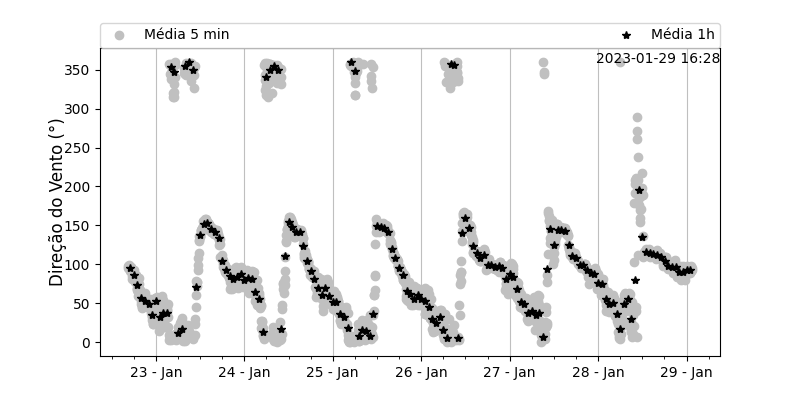 Média 5 min
Média 1h
2023-01-29 16:28
Direção do Vento (°)
350
300
250
200
150
100
50
0
23 - Jan
24 - Jan
25 - Jan
26 - Jan
27 - Jan
28 - Jan
29 - Jan